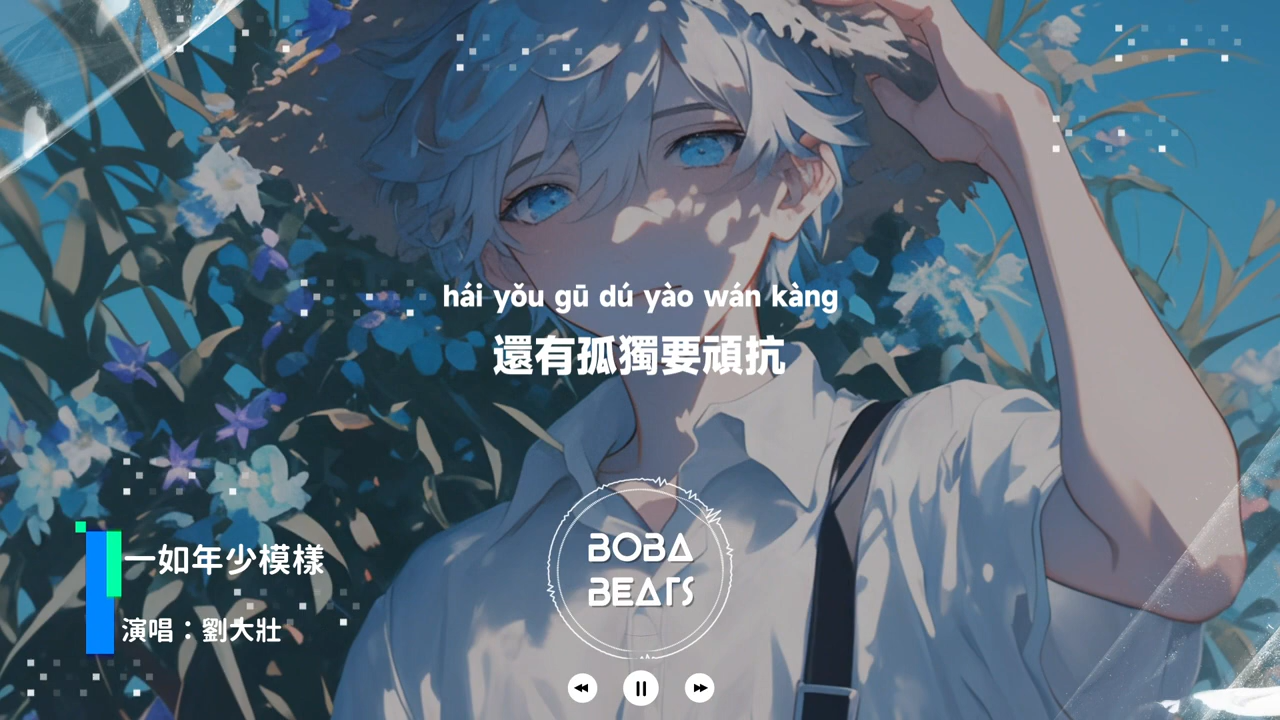 hái yǒu gū dú yào wán kàng
還有孤獨要頑抗
BOBA
BEATS
一如年少模樣
演唱：劉大壯